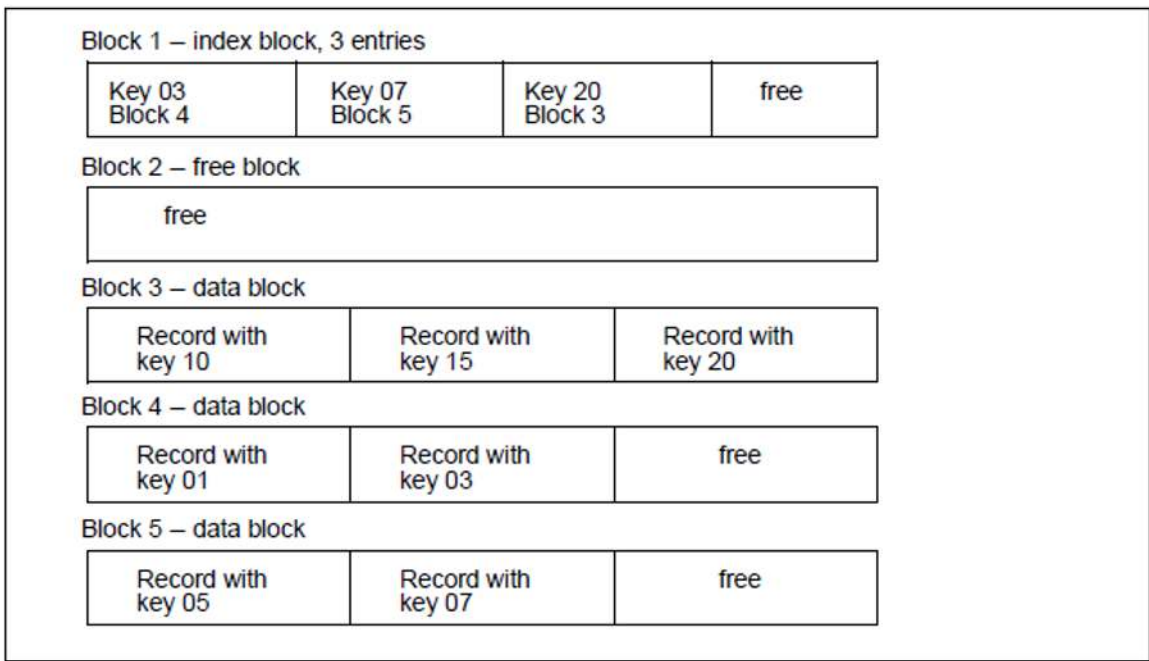 Block 1 – index block, 3 entries
Key 03 Key 07 Key 20 free
Block 4 Block 5 Block 3
Block 2 – free block
free
Block 3 – data block
Record with Record with Record with
key 10 key 15 key 20
Block 4 – data block
Record with Record with free
key 01 key 03
Block 5 – data block
Record with Record with free
key 05 key 07